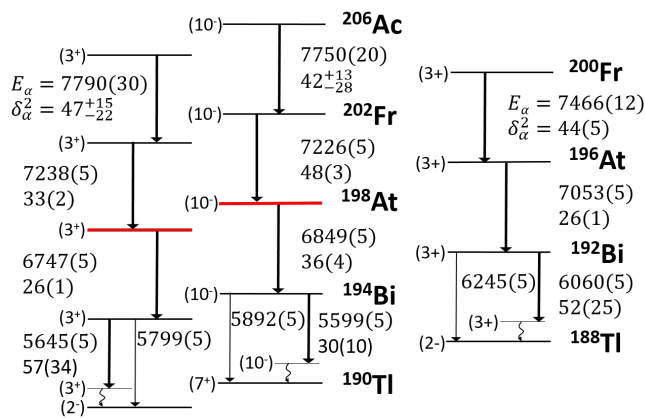 (10⁻) ²⁰⁶Ac
(3⁺)
7750(20)
42⁺¹³₋₂₈
E_α = 7790(30)
δ²_α = 47⁺¹⁵₋₂₂
(10⁻) ²⁰²Fr
(3⁺)
7226(5)
48(3)
7238(5)
33(2)
(10⁻) ¹⁹⁸At
(3⁺)
6849(5)
36(4)
6747(5)
26(1)
(10⁻) ¹⁹⁴Bi
(3⁺)
5892(5) 5599(5)
30(10)
5645(5) 5799(5)
57(34)
(10⁻)
(3⁺)
(7⁺) ¹⁹⁰Tl
(2⁻)
(3+) ²⁰⁰Fr
E_α = 7466(12)
δ²_α = 44(5)
(3+) ¹⁹⁶At
7053(5)
26(1)
(3+) ¹⁹²Bi
6245(5) 6060(5)
52(25)
(3+)
(2-) ¹⁸⁸Tl